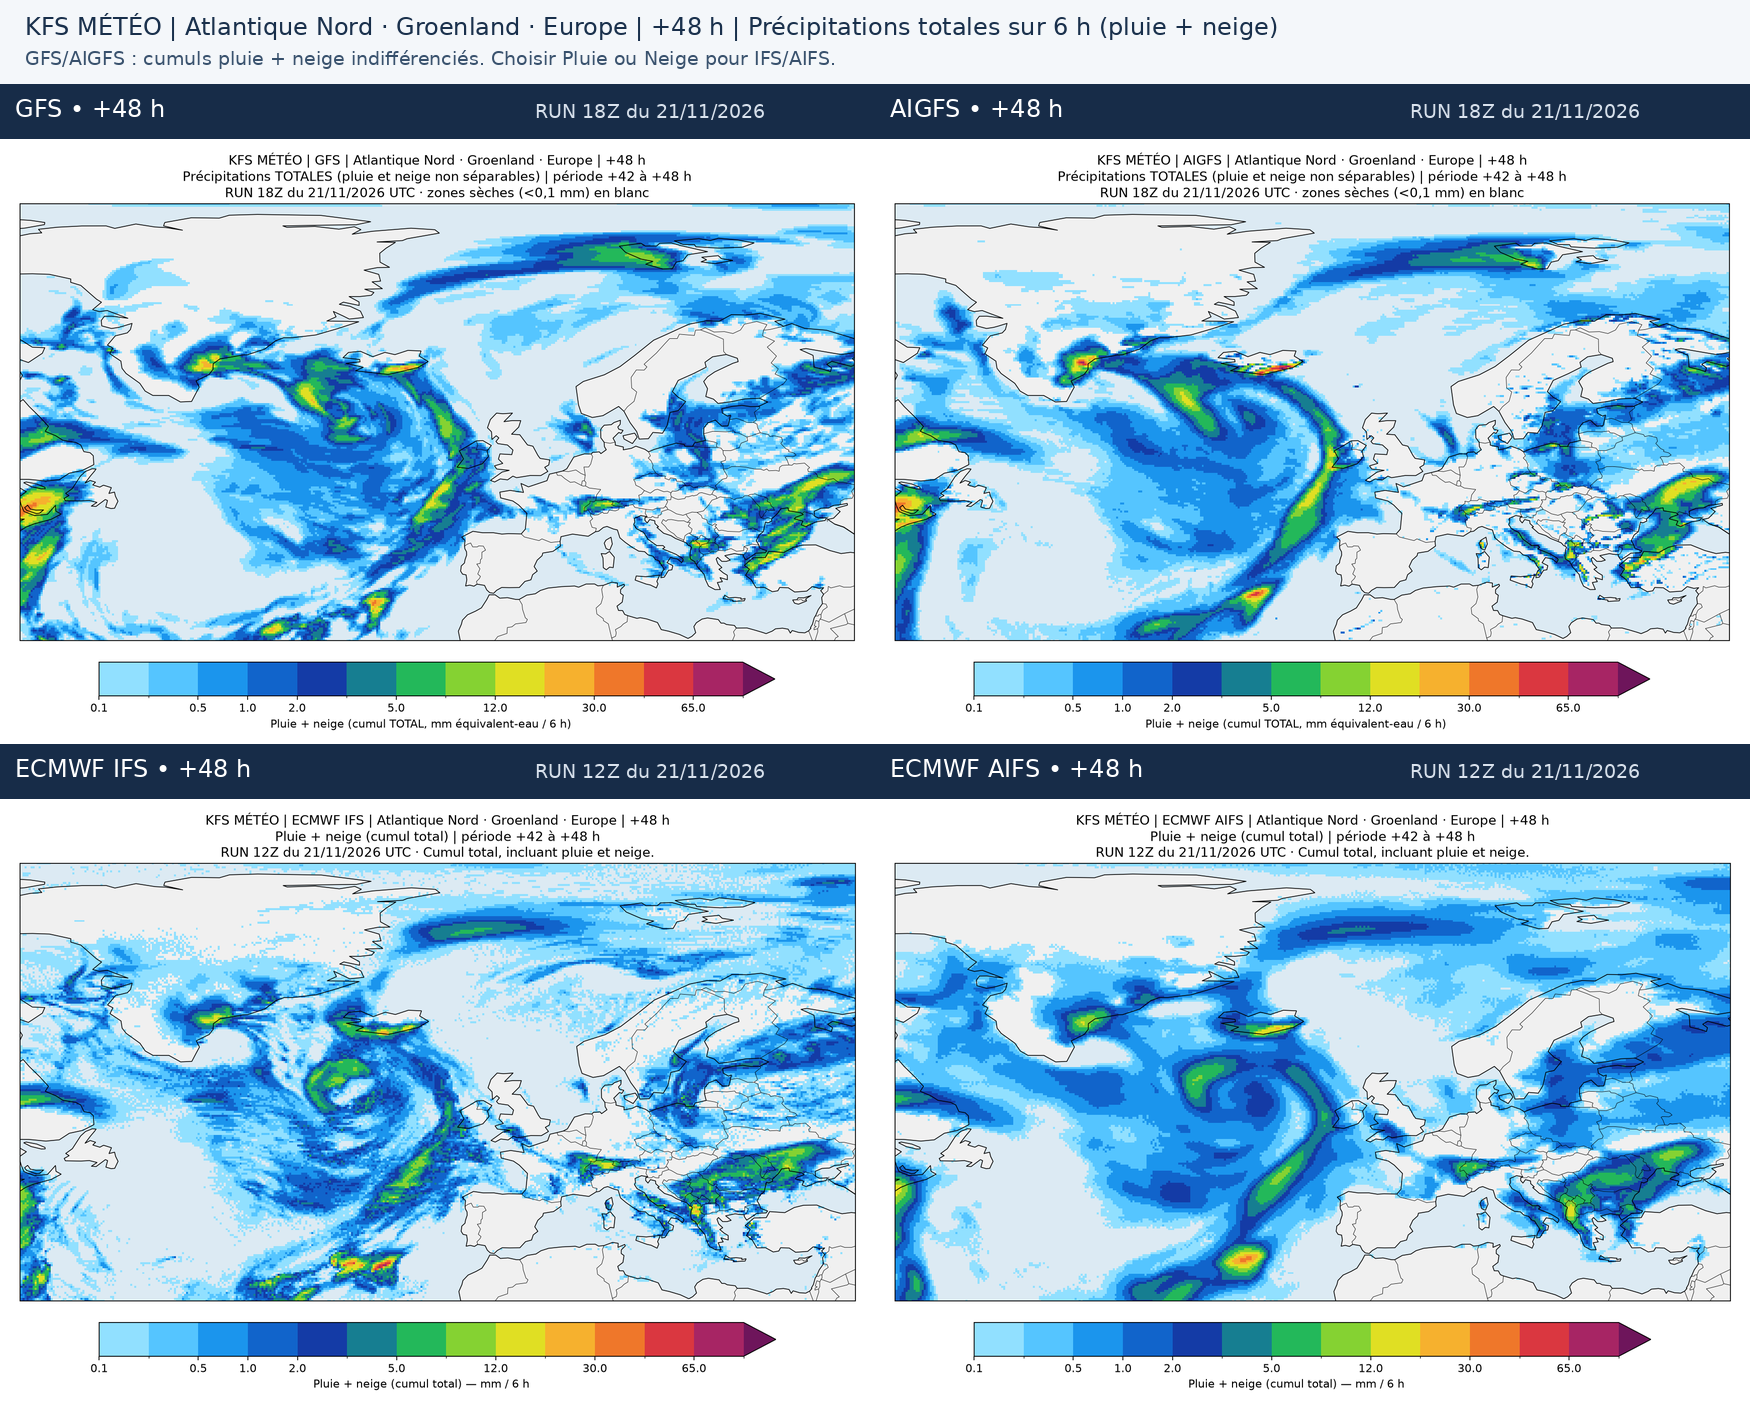 KFS MÉTÉO | Atlantique Nord · Groenland · Europe | +48 h | Précipitations totales sur 6 h (pluie + neige)
GFS/AIGFS : cumuls pluie + neige indifférenciés. Choisir Pluie ou Neige pour IFS/AIFS.
GFS • +48 h
RUN 18Z du 21/11/2026
AIGFS • +48 h
RUN 18Z du 21/11/2026
KFS MÉTÉO | GFS | Atlantique Nord · Groenland · Europe | +48 h
Précipitations TOTALES (pluie et neige non séparables) | période +42 à +48 h
RUN 18Z du 21/11/2026 UTC · zones sèches (<0,1 mm) en blanc
KFS MÉTÉO | AIGFS | Atlantique Nord · Groenland · Europe | +48 h
Précipitations TOTALES (pluie et neige non séparables) | période +42 à +48 h
RUN 18Z du 21/11/2026 UTC · zones sèches (<0,1 mm) en blanc
0.1 0.5 1.0 2.0 5.0 12.0 30.0 65.0
Pluie + neige (cumul TOTAL, mm équivalent-eau / 6 h)
0.1 0.5 1.0 2.0 5.0 12.0 30.0 65.0
Pluie + neige (cumul TOTAL, mm équivalent-eau / 6 h)
ECMWF IFS • +48 h
RUN 12Z du 21/11/2026
ECMWF AIFS • +48 h
RUN 12Z du 21/11/2026
KFS MÉTÉO | ECMWF IFS | Atlantique Nord · Groenland · Europe | +48 h
Pluie + neige (cumul total) | période +42 à +48 h
RUN 12Z du 21/11/2026 UTC · Cumul total, incluant pluie et neige.
KFS MÉTÉO | ECMWF AIFS | Atlantique Nord · Groenland · Europe | +48 h
Pluie + neige (cumul total) | période +42 à +48 h
RUN 12Z du 21/11/2026 UTC · Cumul total, incluant pluie et neige.
0.1 0.5 1.0 2.0 5.0 12.0 30.0 65.0
Pluie + neige (cumul total) — mm / 6 h
0.1 0.5 1.0 2.0 5.0 12.0 30.0 65.0
Pluie + neige (cumul total) — mm / 6 h